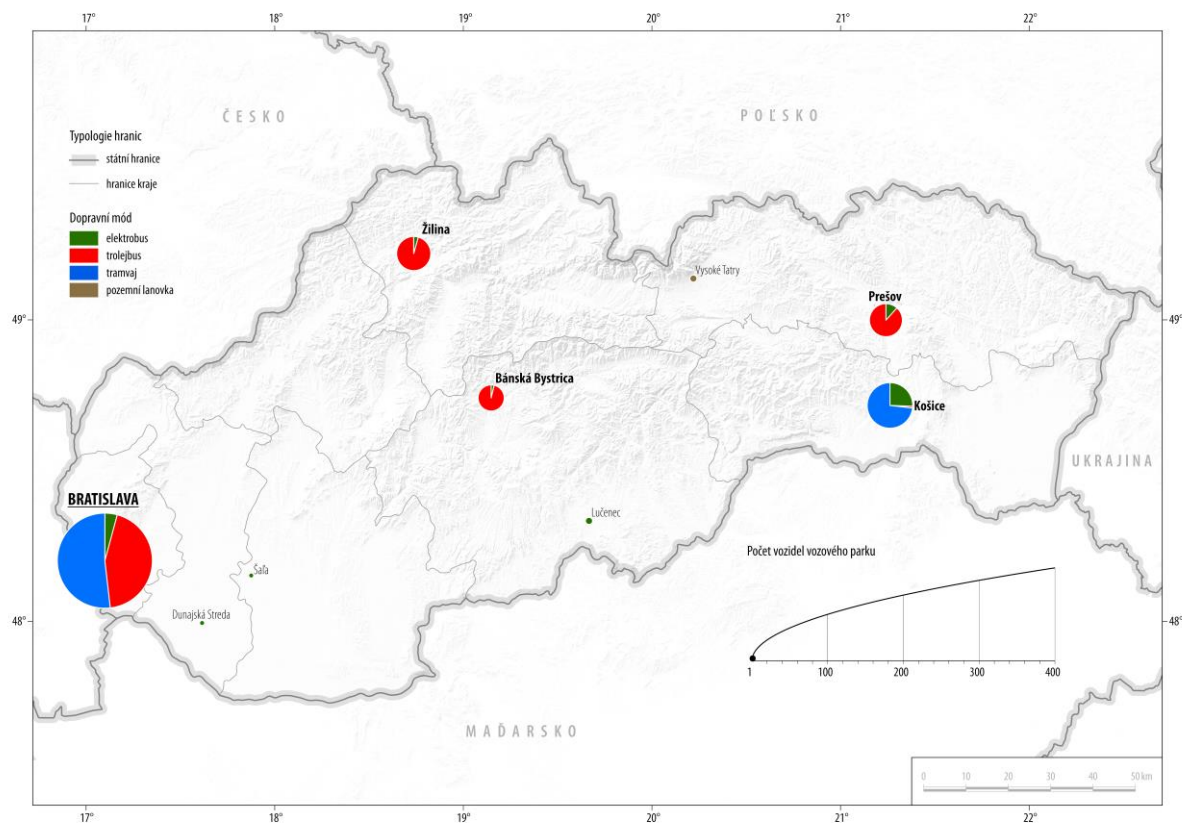 17° 18° 19° 20° 21° 22°
ČESKO
POĽSKO
Typologie hranic
státní hranice
hranice kraje
Dopravní mód
elektrobus
trolejbus
tramvaj
pozemní lanovka
Žilina
Vysoké Tatry
Prešov
49°
49°
Bánská Bystrica
Košice
UKRAJINA
BRATISLAVA
Lučenec
Počet vozidel vozového parku
Šaľa
Dunajská Streda
48°
48°
1 100 200 300 400
MAĎARSKO
0 10 20 30 40 50 km
17° 18° 19° 20° 21° 22°